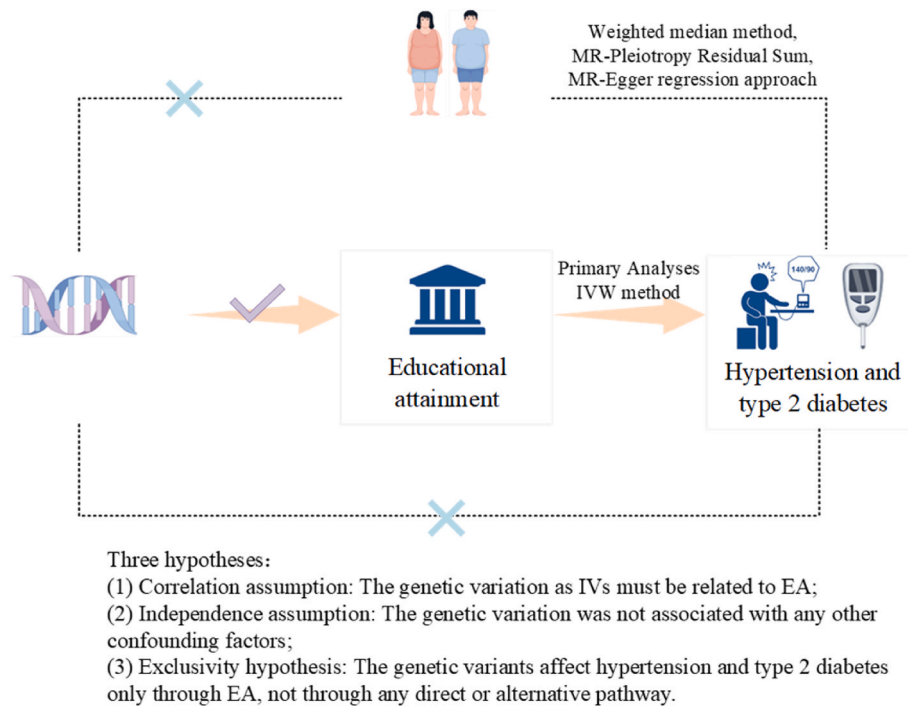 Weighted median method,
MR-Pleiotropy Residual Sum,
MR-Egger regression approach
Primary Analyses
IVW method
140/90
Educational
attainment
Hypertension and
type 2 diabetes
Three hypotheses:
(1) Correlation assumption: The genetic variation as IVs must be related to EA;
(2) Independence assumption: The genetic variation was not associated with any other
confounding factors;
(3) Exclusivity hypothesis: The genetic variants affect hypertension and type 2 diabetes
only through EA, not through any direct or alternative pathway.